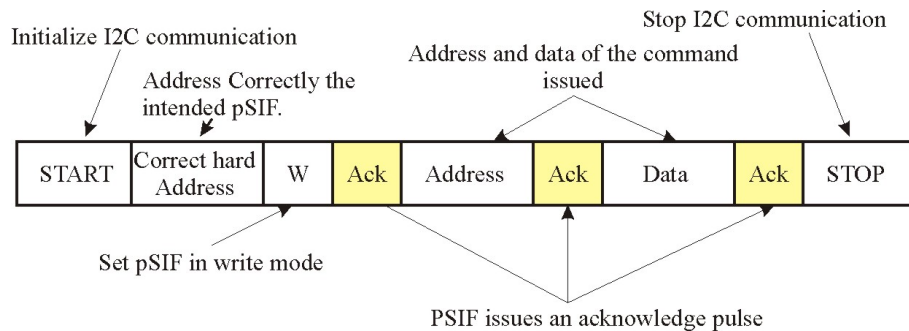 Stop I2C communication
Initialize I2C communication
Address and data of the command
issued
Address Correctly the
intended pSIF.
START
Correct hard
Address
W
Ack
Address
Ack
Data
Ack
STOP
Set pSIF in write mode
PSIF issues an acknowledge pulse